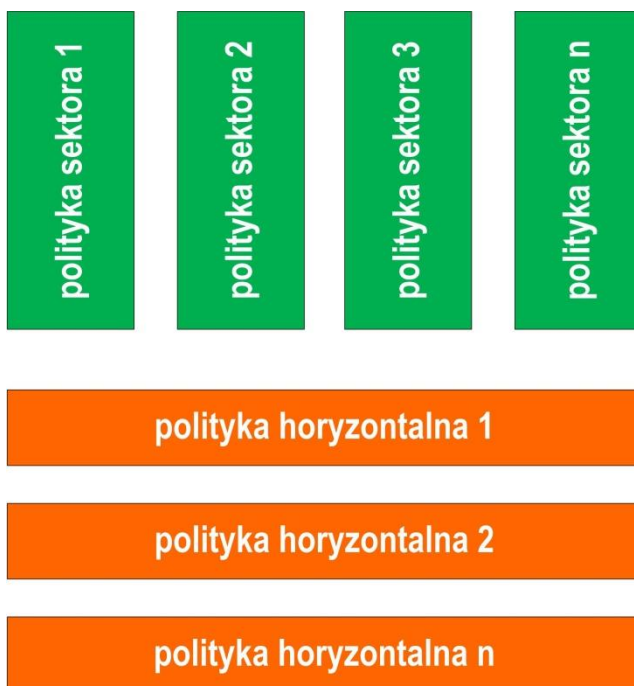 polityka sektora 1
polityka sektora 2
polityka sektora 3
polityka sektora n
polityka horyzontalna 1
polityka horyzontalna 2
polityka horyzontalna n